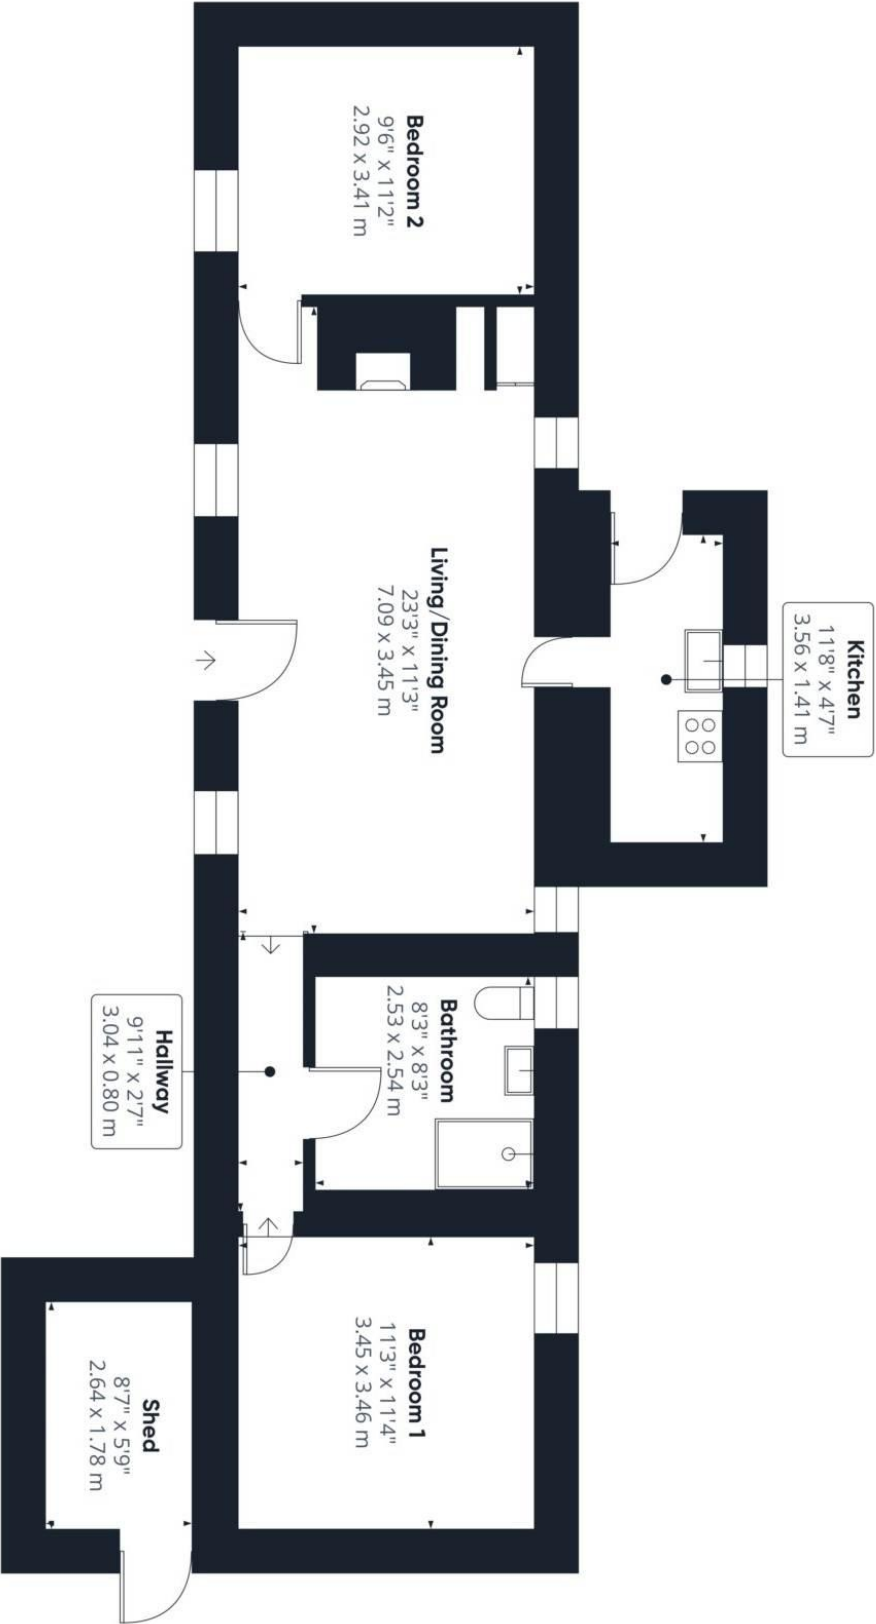 Bedroom 2
9'6" x 11'2"
2.92 x 3.41 m
Kitchen
11'8" x 4'7"
3.56 x 1.41 m
Living/Dining Room
23'3" x 11'3"
7.09 x 3.45 m
Bathroom
8'3" x 8'3"
2.53 x 2.54 m
Hallway
9'11" x 2'7"
3.04 x 0.80 m
Bedroom 1
11'3" x 11'4"
3.45 x 3.46 m
Shed
8'7" x 5'9"
2.64 x 1.78 m